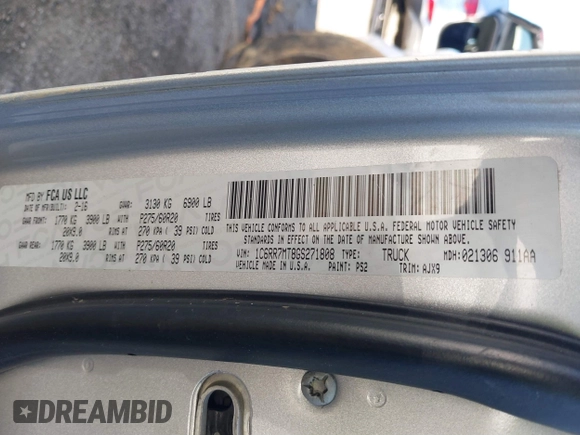 MFD BY FCA US LLC
DATE OF MFR/BUILT: 2-16 GVWR: 3130 KG 6900 LB
GAWR FRONT: 1770 KG 3900 LB WITH P275/60R20 TIRES
20X9.0 RIMS AT 270 KPA ( 39 PSI) COLD
GAWR REAR: 1770 KG 3900 LB WITH P275/60R20 TIRES
20X9.0 RIMS AT 270 KPA ( 39 PSI) COLD
THIS VEHICLE CONFORMS TO ALL APPLICABLE U.S.A. FEDERAL MOTOR VEHICLE SAFETY
STANDARDS IN EFFECT ON THE DATE OF MANUFACTURE SHOWN ABOVE.
VIN: 1C6RR7MT8GS271808 TYPE: TRUCK MDH: 021306 911AA
VEHICLE MADE IN U.S.A. PAINT: PS2 TRIM: AJX9
DREAMBID